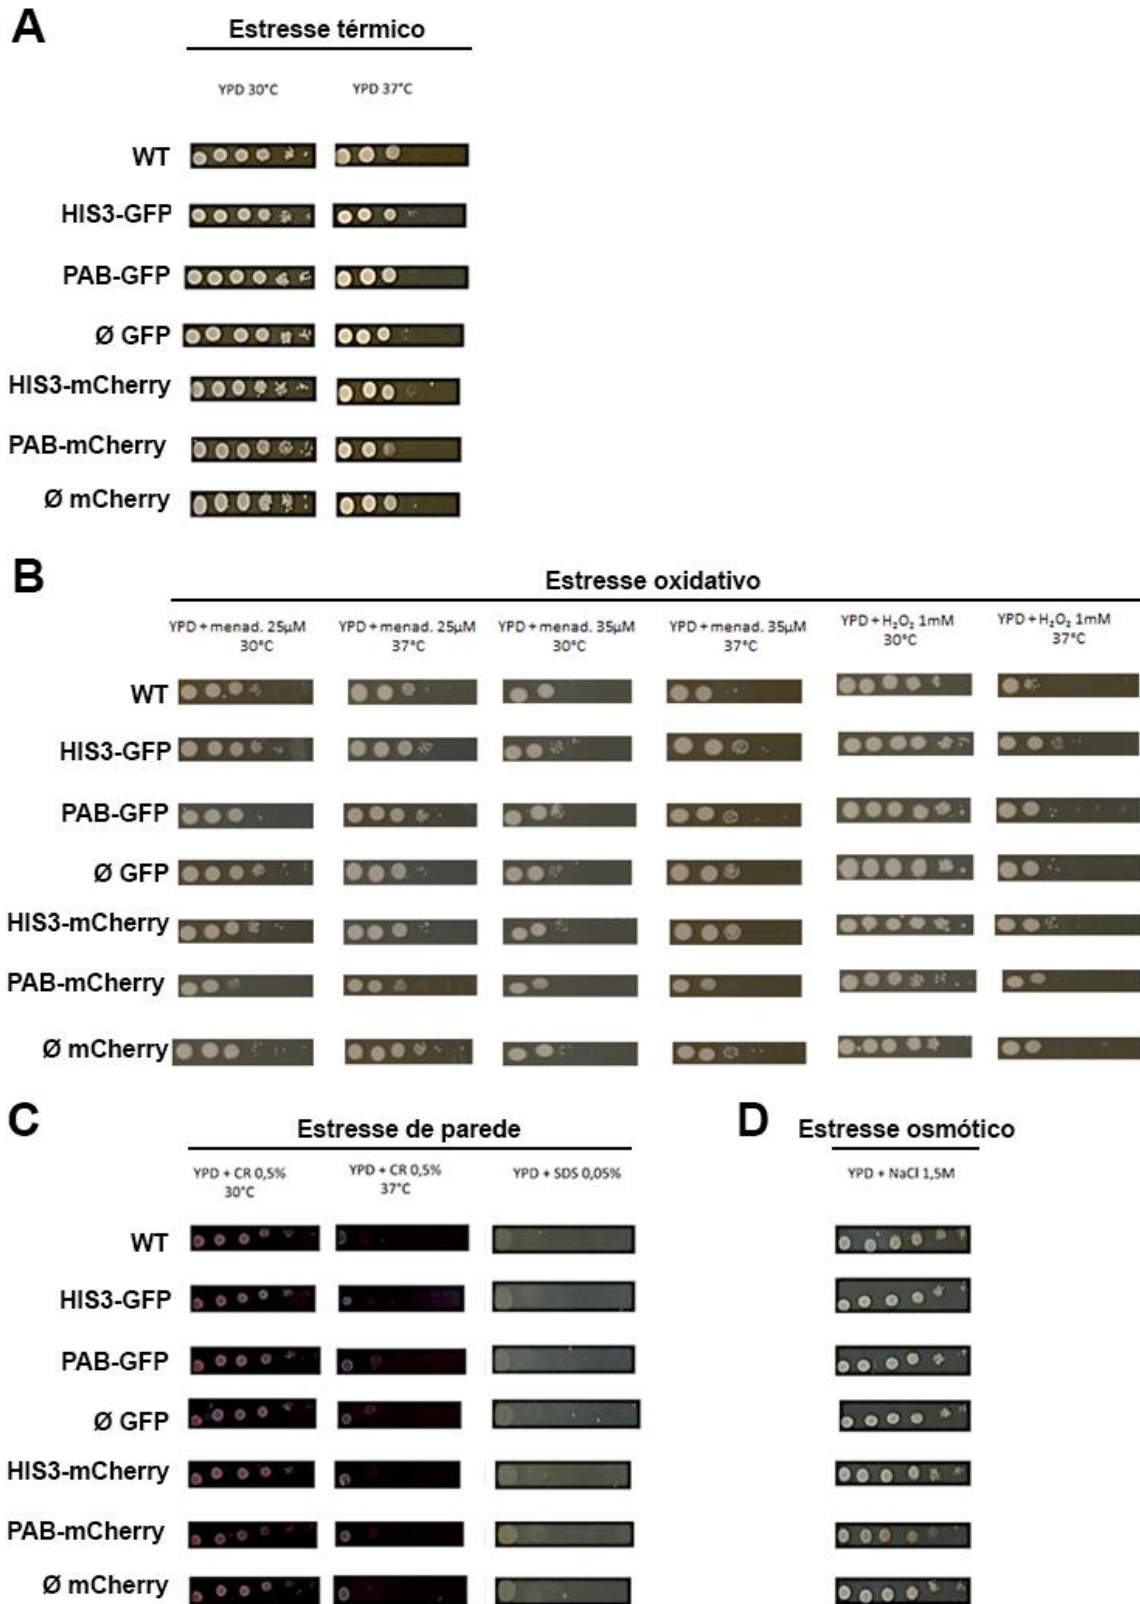 A
Estresse térmico
YPD 30°C
YPD 37°C
WT
HIS3-GFP
PAB-GFP
Ø GFP
HIS3-mCherry
PAB-mCherry
Ø mCherry
B
Estresse oxidativo
YPD + menad. 25µM
30°C
YPD + menad. 25µM
37°C
YPD + menad. 35µM
30°C
YPD + menad. 35µM
37°C
YPD + H₂O₂ 1mM
30°C
YPD + H₂O₂ 1mM
37°C
WT
HIS3-GFP
PAB-GFP
Ø GFP
HIS3-mCherry
PAB-mCherry
Ø mCherry
C
Estresse de parede
YPD + CR 0,5%
30°C
YPD + CR 0,5%
37°C
YPD + SDS 0,05%
D
Estresse osmótico
YPD + NaCl 1,5M
WT
HIS3-GFP
PAB-GFP
Ø GFP
HIS3-mCherry
PAB-mCherry
Ø mCherry